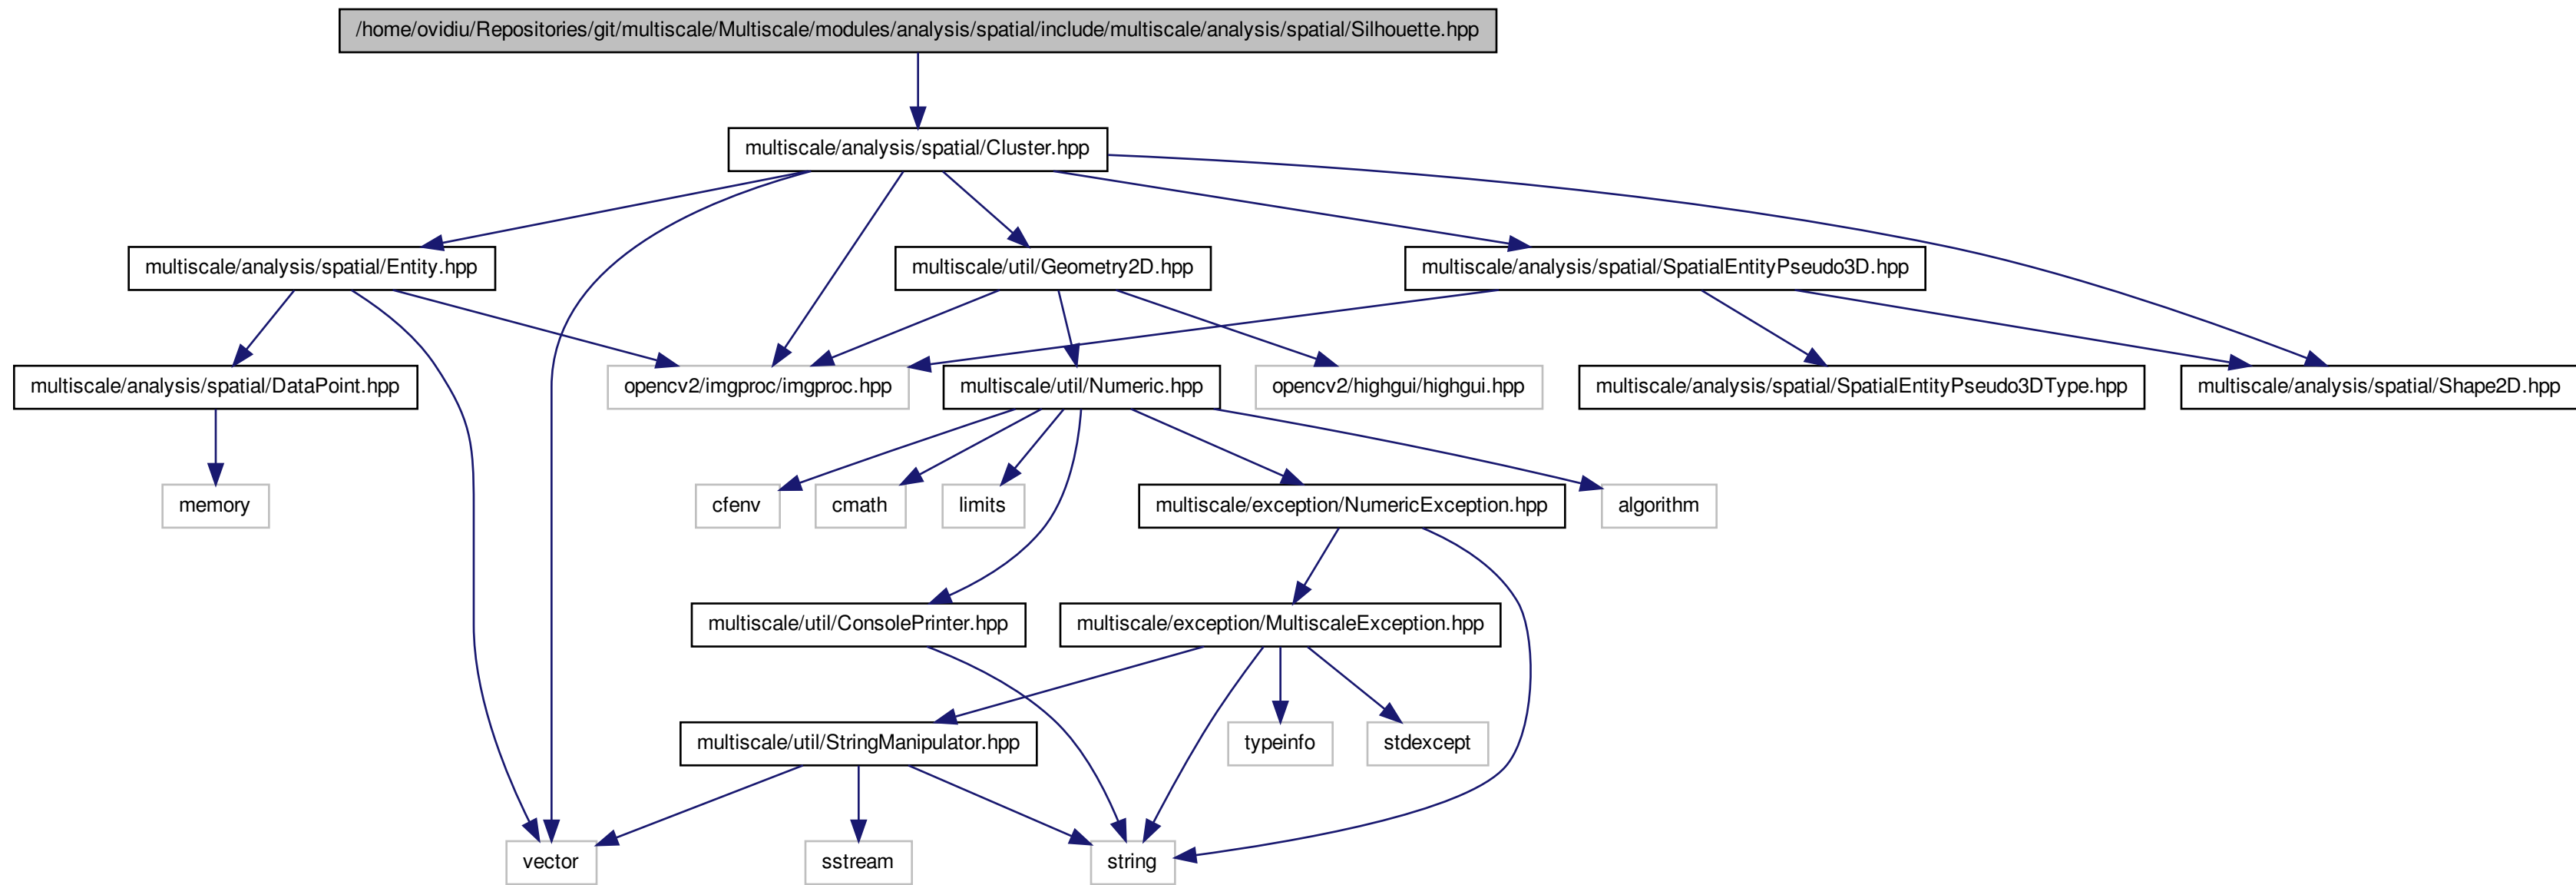 /home/ovidiu/Repositories/git/multiscale/Multiscale/modules/analysis/spatial/include/multiscale/analysis/spatial/Silhouette.hpp
multiscale/analysis/spatial/Cluster.hpp
multiscale/analysis/spatial/Entity.hpp
multiscale/util/Geometry2D.hpp
multiscale/analysis/spatial/SpatialEntityPseudo3D.hpp
multiscale/analysis/spatial/DataPoint.hpp
opencv2/imgproc/imgproc.hpp
multiscale/util/Numeric.hpp
opencv2/highgui/highgui.hpp
multiscale/analysis/spatial/SpatialEntityPseudo3DType.hpp
multiscale/analysis/spatial/Shape2D.hpp
memory
cfenv
cmath
limits
multiscale/exception/NumericException.hpp
algorithm
multiscale/util/ConsolePrinter.hpp
multiscale/exception/MultiscaleException.hpp
multiscale/util/StringManipulator.hpp
typeinfo
stdexcept
vector
sstream
string